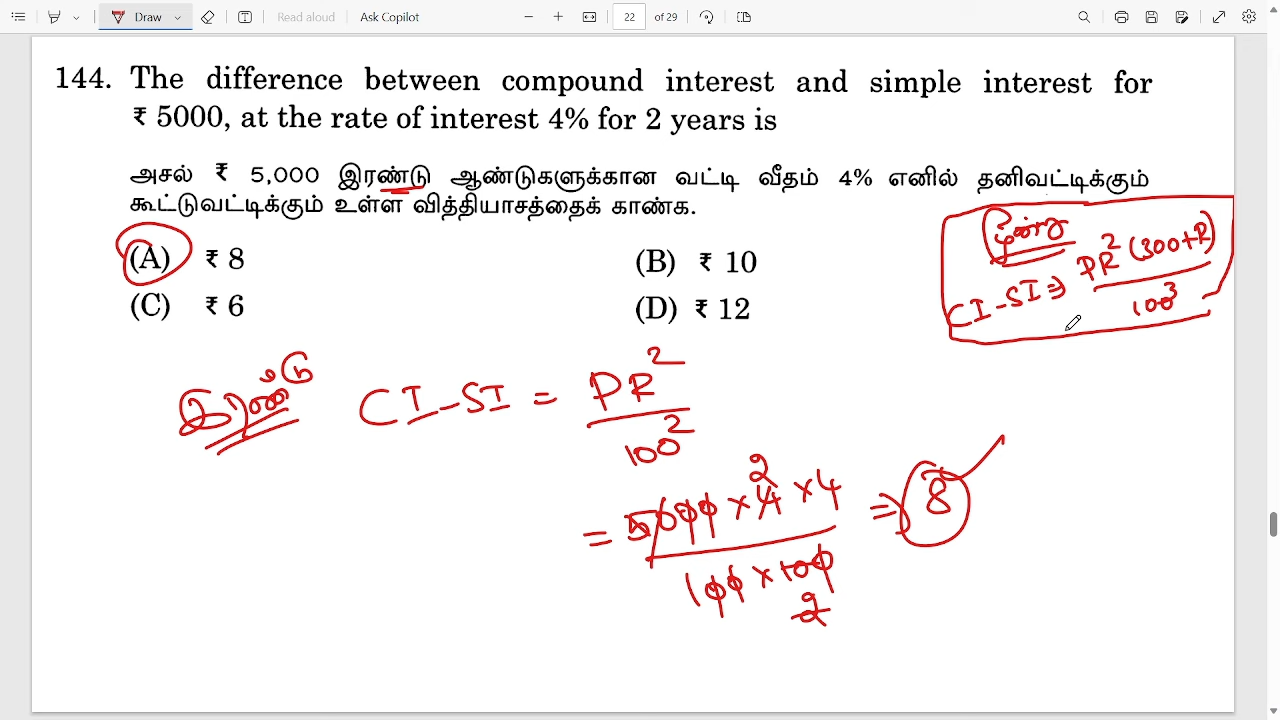 Draw
Read aloud
Ask Copilot
22
of 29
144. The difference between compound interest and simple interest for
₹ 5000, at the rate of interest 4% for 2 years is
அசல் ₹ 5,000 இரண்டு ஆண்டுகளுக்கான வட்டி வீதம் 4% எனில் தனிவட்டிக்கும்
கூட்டுவட்டிக்கும் உள்ள வித்தியாசத்தைக் காண்க.
(A) ₹ 8
(B) ₹ 10
(C) ₹ 6
(D) ₹ 12
மூன்று
CI-SI ⇒ PR² (300+R)
100³
இரண்டு CI-SI = PR²
100²
= 5000 × 4 × 4 ⇒ 8
2
100 × 100
2